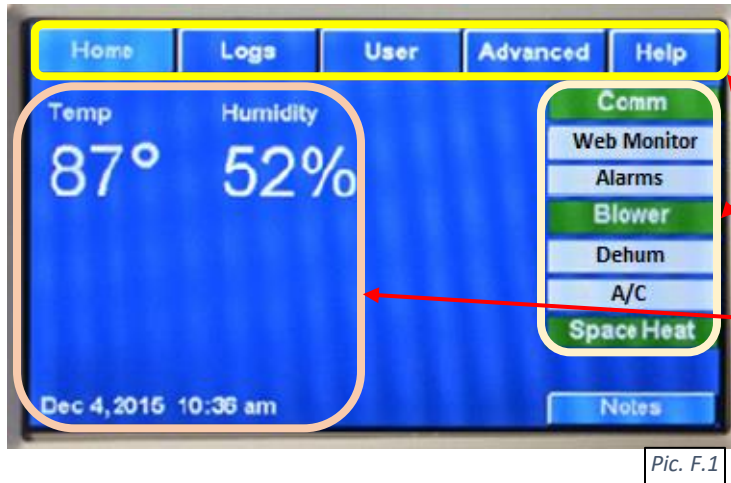 Home Logs User Advanced Help
Temp Humidity
87° 52%
Comm
Web Monitor
Alarms
Blower
Dehum
A/C
Space Heat
Dec 4,2015 10:36 am
Notes
Pic. F.1